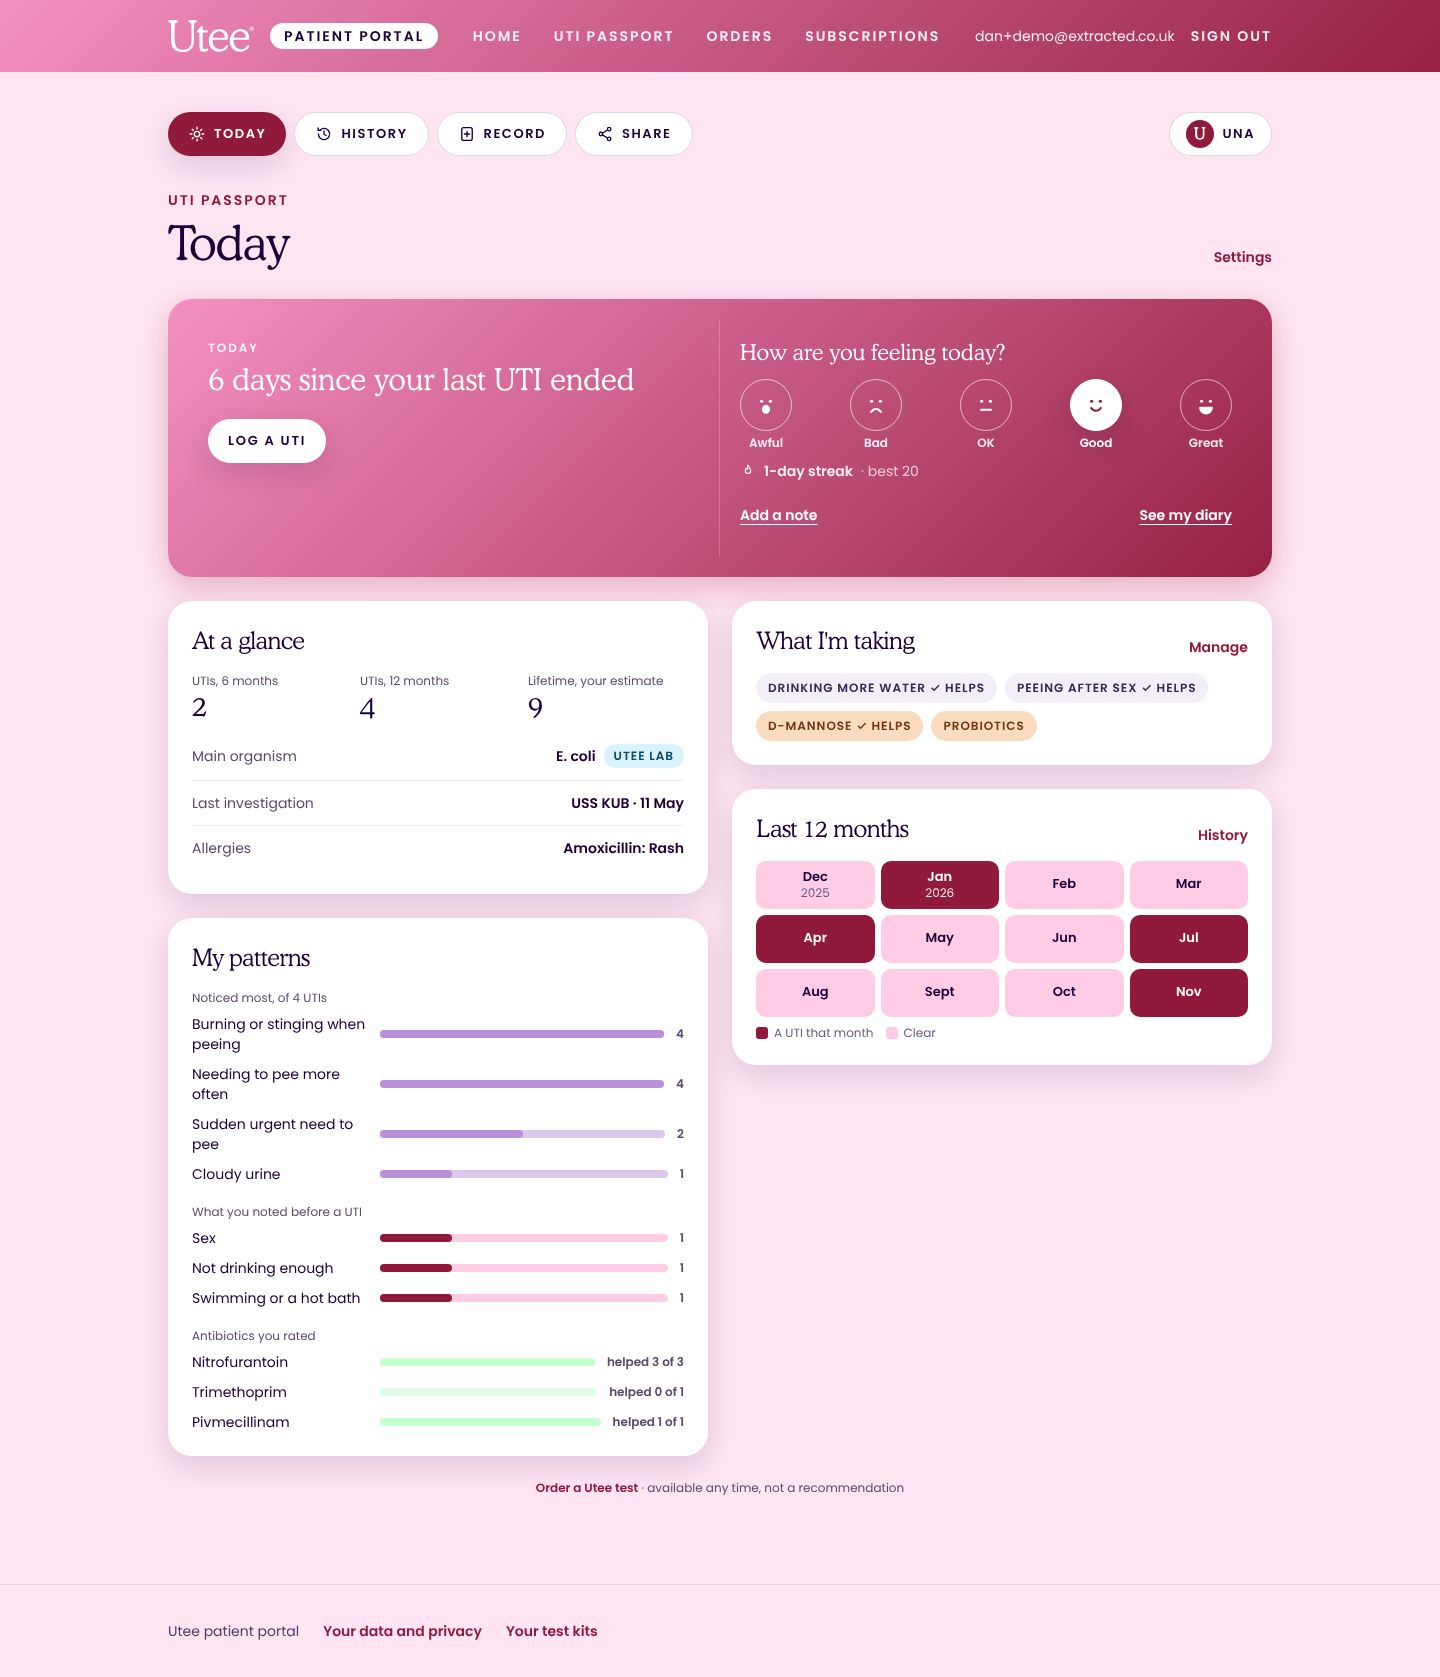 Utee®
PATIENT PORTAL
HOME
UTI PASSPORT
ORDERS
SUBSCRIPTIONS
dan+demo@extracted.co.uk
SIGN OUT
TODAY
HISTORY
RECORD
SHARE
U UNA
UTI PASSPORT
Today
Settings
TODAY
6 days since your last UTI ended
LOG A UTI
How are you feeling today?
Awful
Bad
OK
Good
Great
1-day streak · best 20
Add a note
See my diary
At a glance
UTIs, 6 months
2
UTIs, 12 months
4
Lifetime, your estimate
9
Main organism
E. coli UTEE LAB
Last investigation
USS KUB · 11 May
Allergies
Amoxicillin: Rash
My patterns
Noticed most, of 4 UTIs
Burning or stinging when
peeing
4
Needing to pee more
often
4
Sudden urgent need to
pee
2
Cloudy urine
1
What you noted before a UTI
Sex
1
Not drinking enough
1
Swimming or a hot bath
1
Antibiotics you rated
Nitrofurantoin
helped 3 of 3
Trimethoprim
helped 0 of 1
Pivmecillinam
helped 1 of 1
What I'm taking
Manage
DRINKING MORE WATER ✓ HELPS
PEEING AFTER SEX ✓ HELPS
D-MANNOSE ✓ HELPS
PROBIOTICS
Last 12 months
History
Dec
2025
Jan
2026
Feb
Mar
Apr
May
Jun
Jul
Aug
Sept
Oct
Nov
A UTI that month
Clear
Order a Utee test · available any time, not a recommendation
Utee patient portal
Your data and privacy
Your test kits